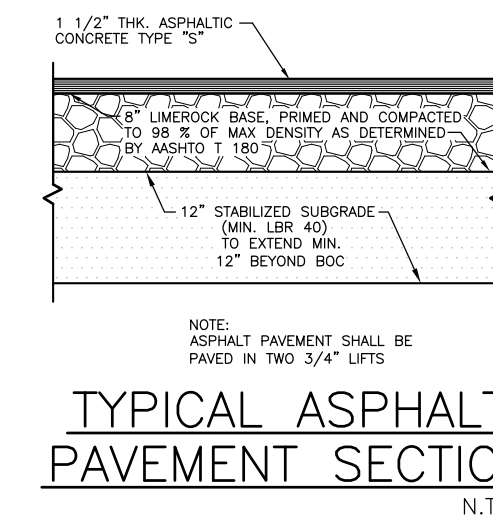 1 1/2" THK. ASPHALTIC
CONCRETE TYPE "S"
8" LIMEROCK BASE, PRIMED AND COMPACTED
TO 98 % OF MAX DENSITY AS DETERMINED
BY AASHTO T 180
12" STABILIZED SUBGRADE
(MIN. LBR 40)
TO EXTEND MIN.
12" BEYOND BOC
NOTE:
ASPHALT PAVEMENT SHALL BE
PAVED IN TWO 3/4" LIFTS
TYPICAL ASPHALT
PAVEMENT SECTIO
N.T